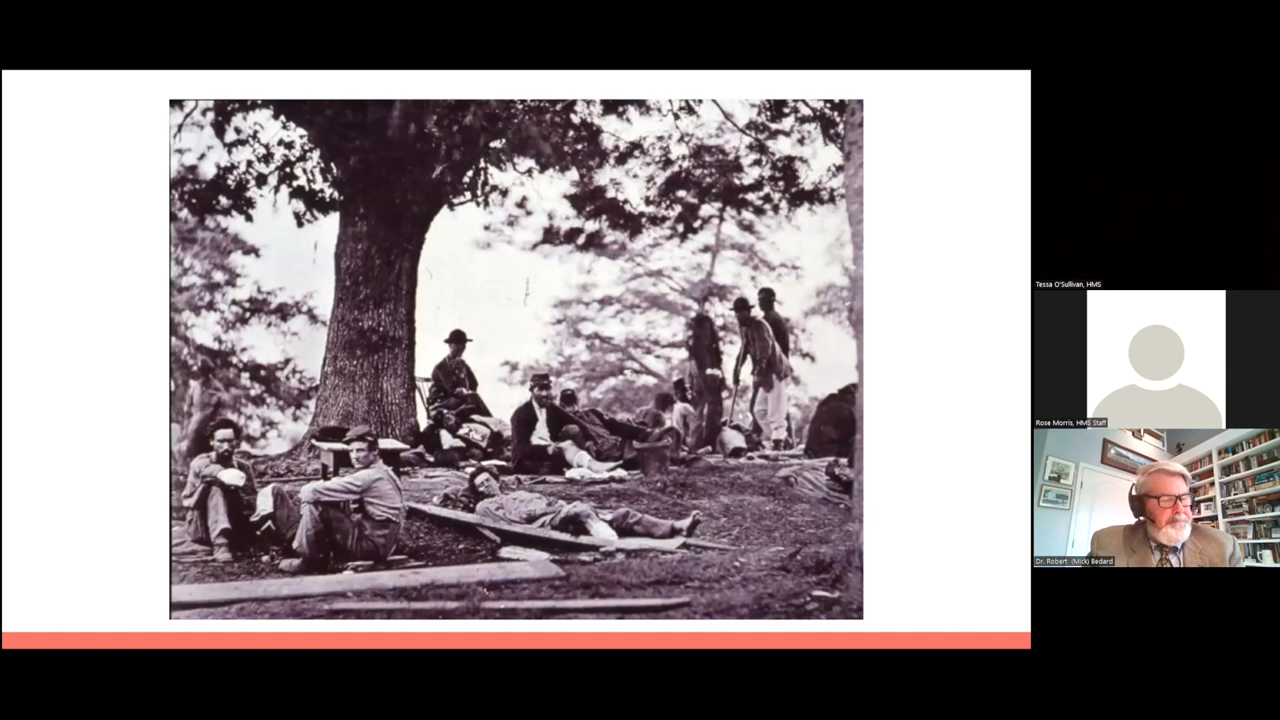 Tessa O'Sullivan, HMS
Rose Morris, HMS Staff
Dr. Robert (Mick) Bedard